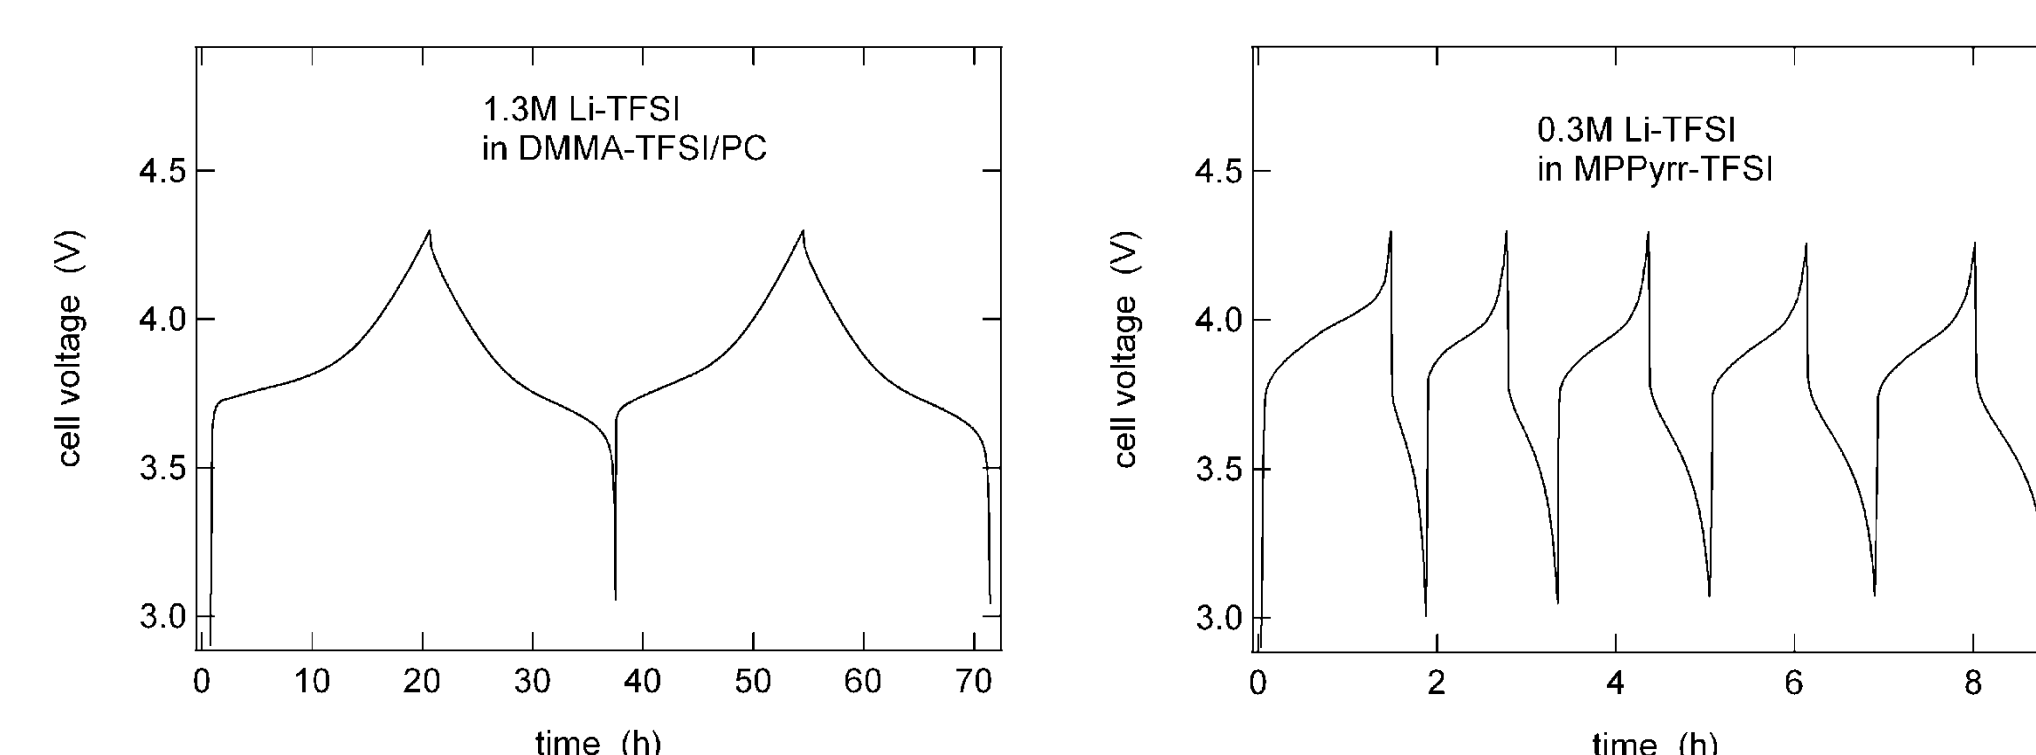 1.3M Li-TFSI
in DMMA-TFSI/PC
4.5
4.0
3.5
3.0
cell voltage (V)
0 10 20 30 40 50 60 70
time (h)
0.3M Li-TFSI
in MPPyrr-TFSI
4.5
4.0
3.5
3.0
cell voltage (V)
0 2 4 6 8
time (h)